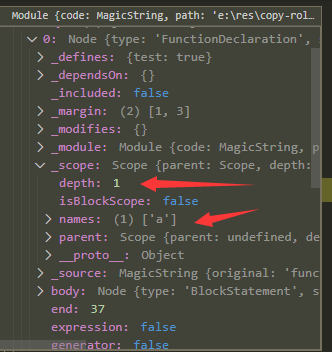 Module {code: MagicString, path: 'e:\res\copy-rol…
0: Node {type: 'FunctionDeclaration',
_defines: {test: true}
_dependsOn: {}
_included: false
_margin: (2) [1, 3]
_modifies: {}
_module: Module {code: MagicString, p
_scope: Scope {parent: Scope, depth:
depth: 1
isBlockScope: false
names: (1) ['a']
parent: Scope {parent: undefined, de
__proto__: Object
_source: MagicString {original: 'func
body: Node {type: 'BlockStatement', s
end: 37
expression: false
generator: false